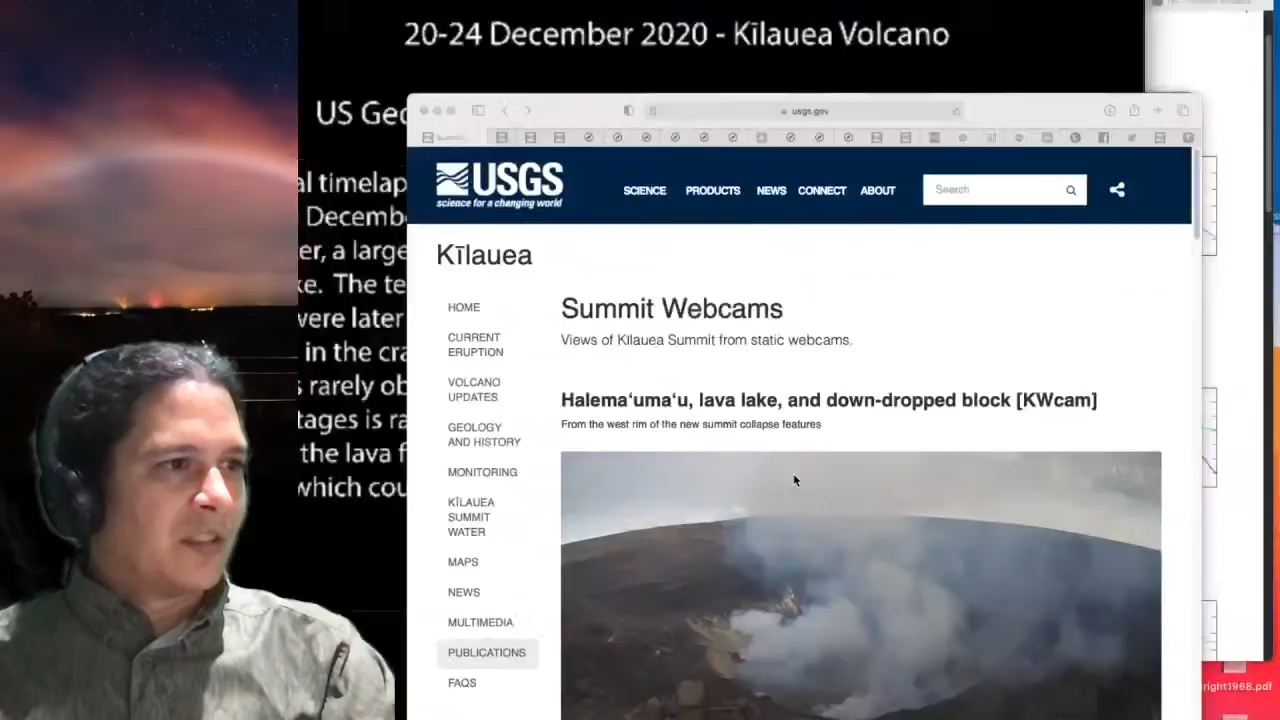 20-24 December 2020 - Kīlauea Volcano
US Geo
al timelap
Decemb
er, a large
ke. The te
were later
in the cra
s rarely ob
tages is ra
the lava f
which cou
usgs.gov
USGS
science for a changing world
SCIENCE PRODUCTS NEWS CONNECT ABOUT
Search
Kīlauea
HOME
CURRENT
ERUPTION
VOLCANO
UPDATES
GEOLOGY
AND HISTORY
MONITORING
KĪLAUEA
SUMMIT
WATER
MAPS
NEWS
MULTIMEDIA
PUBLICATIONS
FAQS
Summit Webcams
Views of Kīlauea Summit from static webcams.
Halemaʻumaʻu, lava lake, and down-dropped block [KWcam]
From the west rim of the new summit collapse features
right1968.pdf